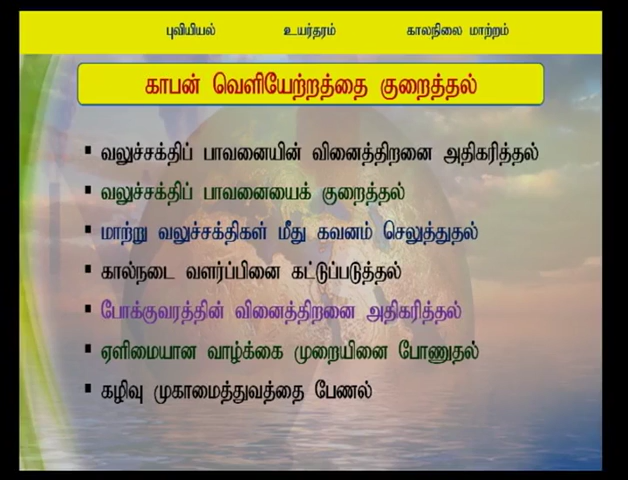 புவியியல் உயர்தரம் காலநிலை மாற்றம்
காபன் வெளியேற்றத்தை குறைத்தல்
▪ வலுச்சக்திப் பாவனையின் வினைத்திறனை அதிகரித்தல்
▪ வலுச்சக்திப் பாவனையைக் குறைத்தல்
▪ மாற்று வலுச்சக்திகள் மீது கவனம் செலுத்துதல்
▪ கால்நடை வளர்ப்பினை கட்டுப்படுத்தல்
▪ போக்குவரத்தின் வினைத்திறனை அதிகரித்தல்
▪ ஏளிமையான வாழ்க்கை முறையினை போணுதல்
▪ கழிவு முகாமைத்துவத்தை பேணல்